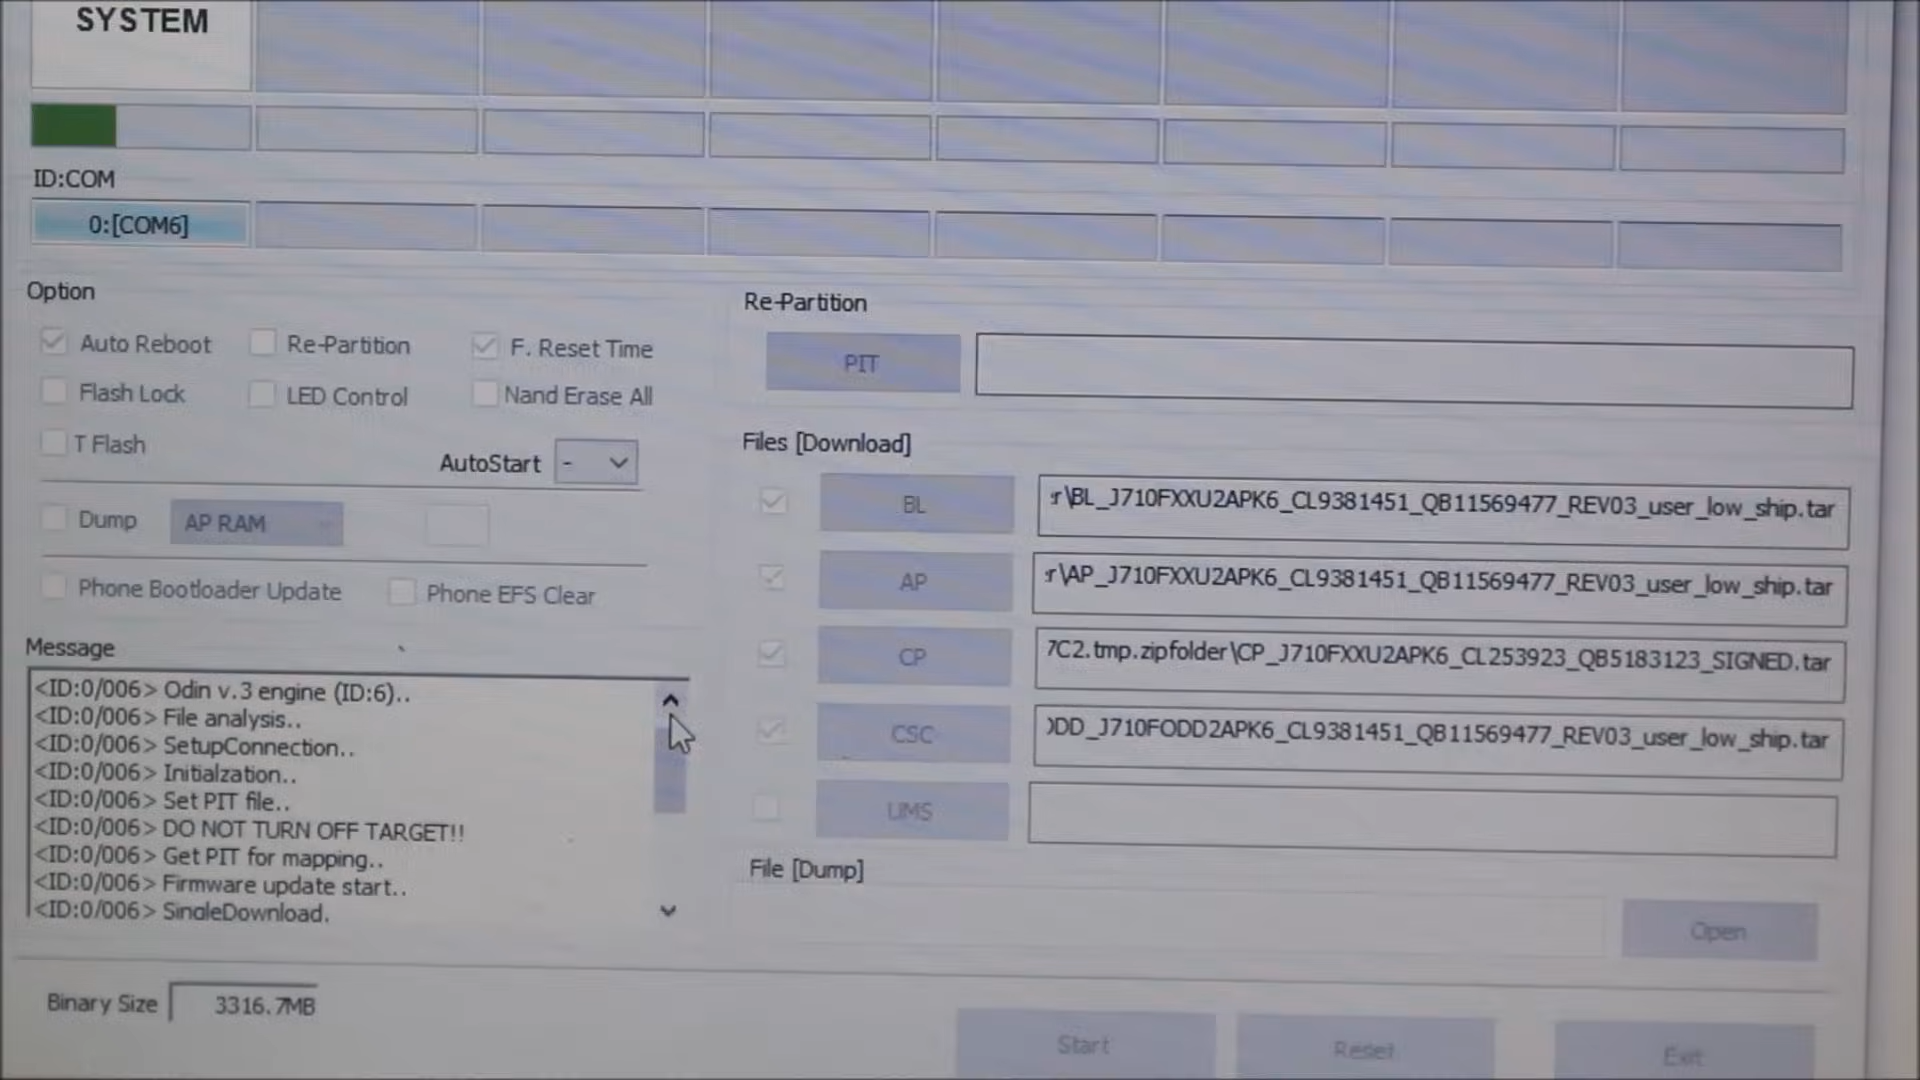 SYSTEM
ID:COM
0:[COM6]
Option
Auto Reboot
Re-Partition
F. Reset Time
Flash Lock
LED Control
Nand Erase All
T Flash
AutoStart
-
Dump
AP RAM
Phone Bootloader Update
Phone EFS Clear
Message
<ID:0/006> Odin v.3 engine (ID:6)..
<ID:0/006> File analysis..
<ID:0/006> SetupConnection..
<ID:0/006> Initialzation..
<ID:0/006> Set PIT file..
<ID:0/006> DO NOT TURN OFF TARGET!!
<ID:0/006> Get PIT for mapping..
<ID:0/006> Firmware update start..
<ID:0/006> SingleDownload.
Binary Size
3316.7MB
Re-Partition
PIT
Files [Download]
BL
r\BL_J710FXXU2APK6_CL9381451_QB11569477_REV03_user_low_ship.tar
AP
r\AP_J710FXXU2APK6_CL9381451_QB11569477_REV03_user_low_ship.tar
CP
7C2.tmp.zipfolder\CP_J710FXXU2APK6_CL253923_QB5183123_SIGNED.tar
CSC
ODD_J710FODD2APK6_CL9381451_QB11569477_REV03_user_low_ship.tar
UMS
File [Dump]
Open
Start
Reset
Exit